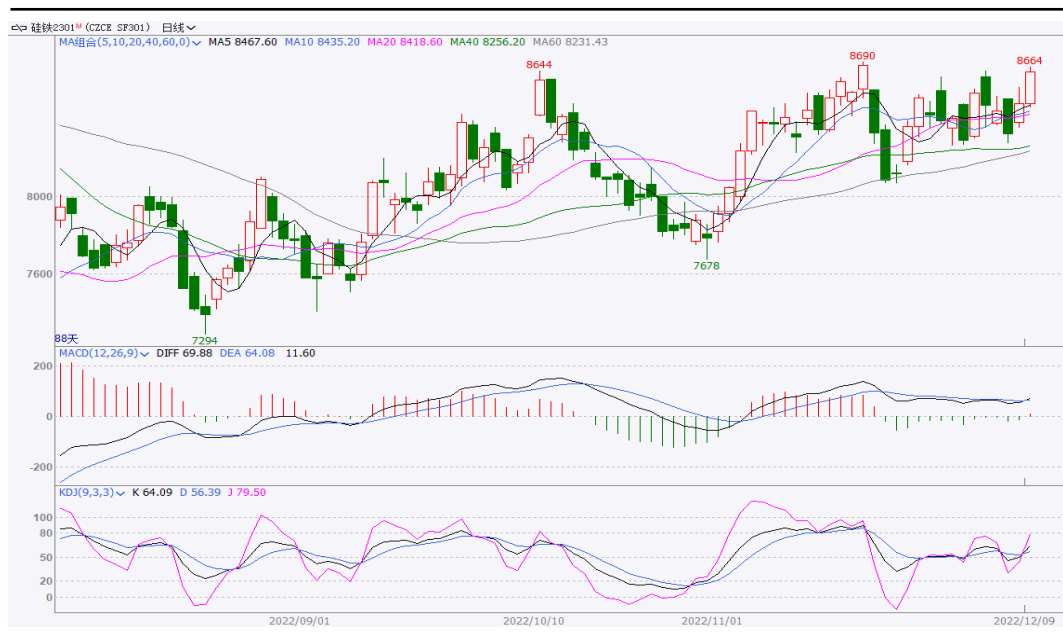 硅铁2301M (CZCE SF301) 日线
MA组合(5,10,20,40,60,0) MA5 8467.60 MA10 8435.20 MA20 8418.60 MA40 8256.20 MA60 8231.43
8690
8664
8644
8000
7678
7600
7294
88天
MACD(12,26,9) DIFF 69.88 DEA 64.08 11.60
200
0
-200
KDJ(9,3,3) K 64.09 D 56.39 J 79.50
100
80
50
20
0
2022/09/01 2022/10/10 2022/11/01 2022/12/09